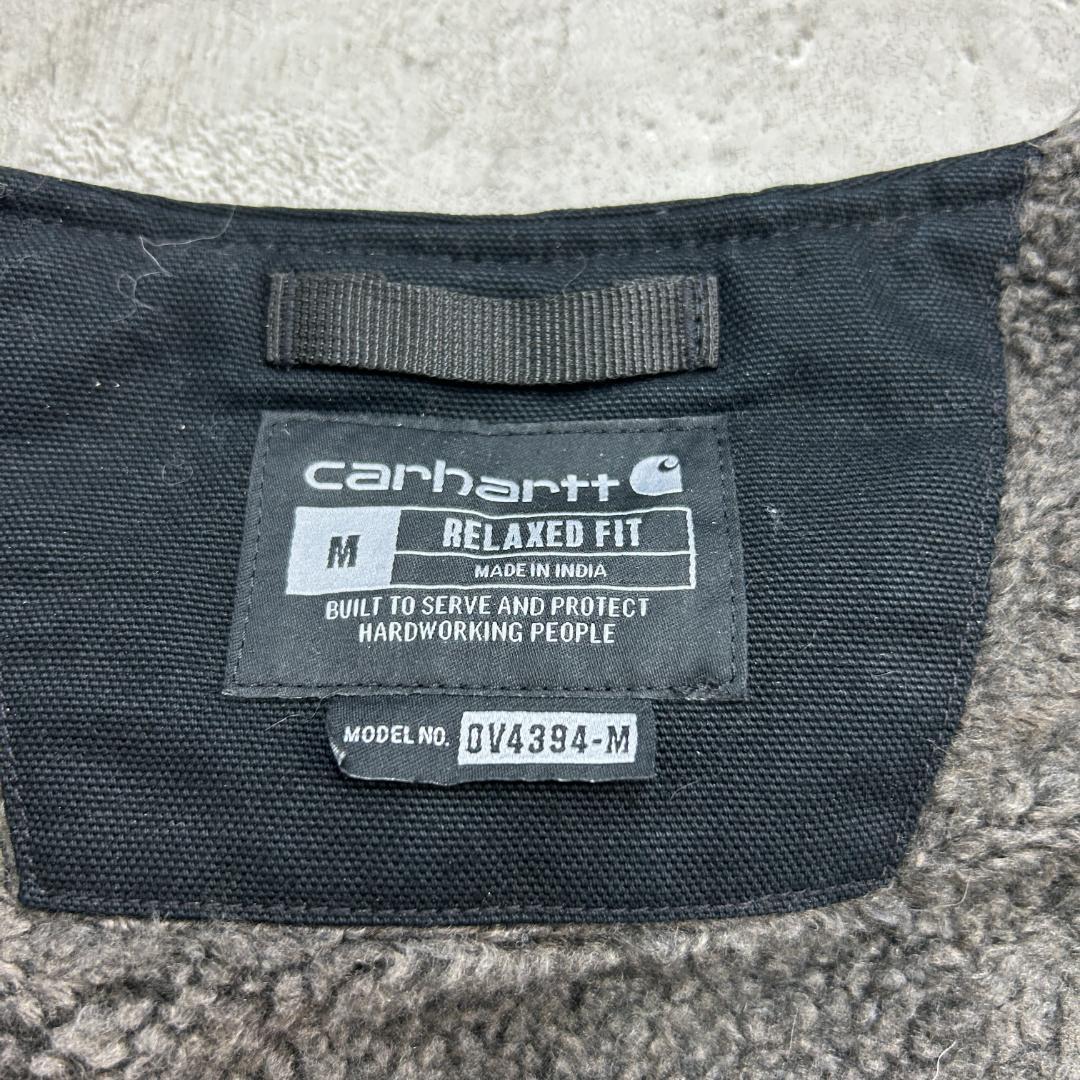 carhartt
M
RELAXED FIT
MADE IN INDIA
BUILT TO SERVE AND PROTECT
HARDWORKING PEOPLE
MODEL NO. OV4394-M